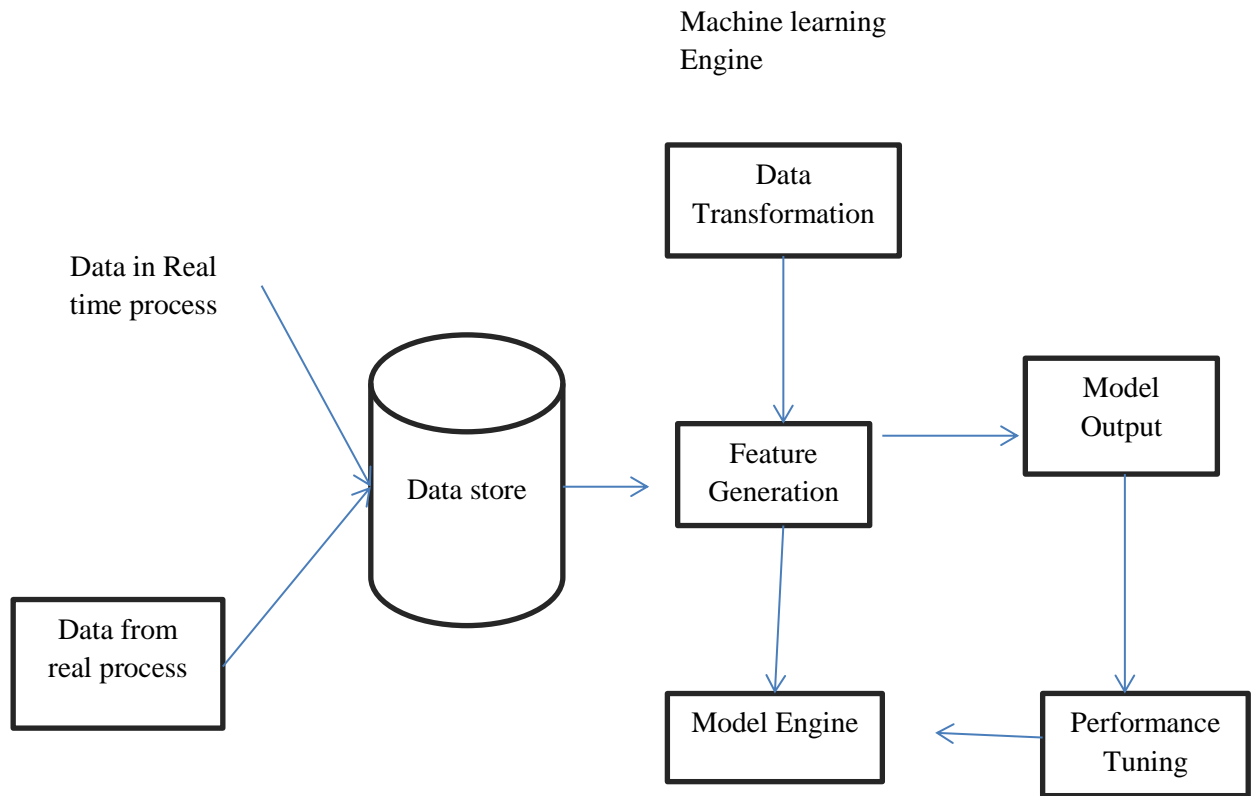 Machine learning
Engine
Data
Transformation
Data in Real
time process
Model
Output
Feature
Generation
Data store
Data from
real process
Model Engine
Performance
Tuning